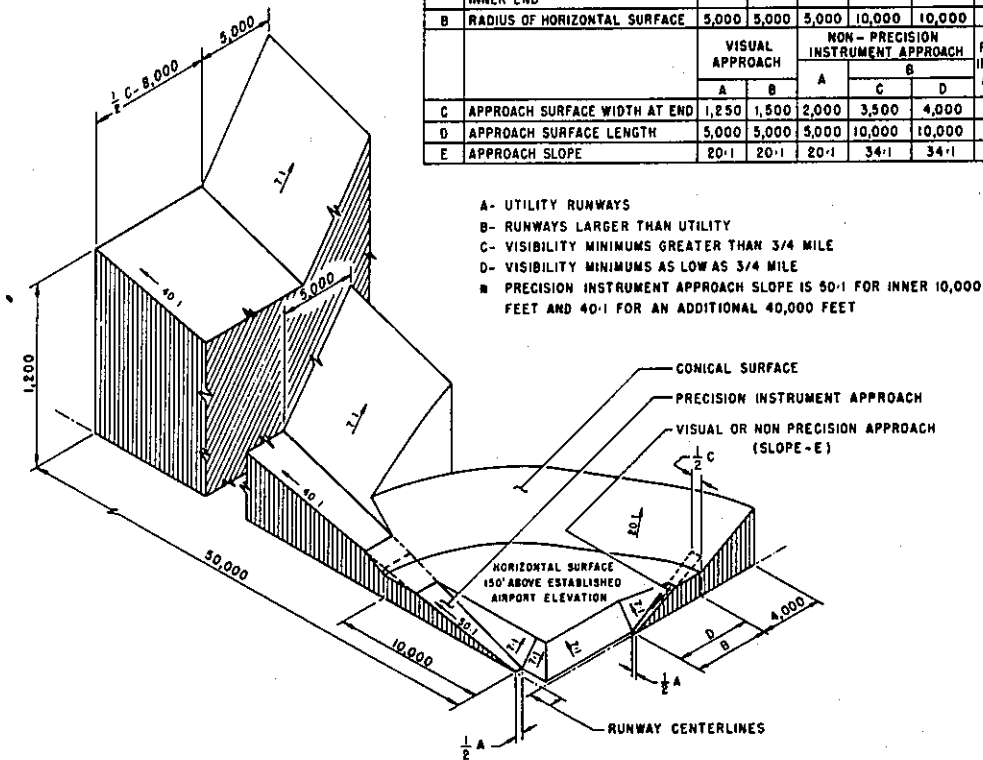 INNER END
B RADIUS OF HORIZONTAL SURFACE 5,000 5,000 5,000 10,000 10,000
VISUAL APPROACH
NON-PRECISION INSTRUMENT APPROACH
A
B
A B C D
C APPROACH SURFACE WIDTH AT END 1,250 1,500 2,000 3,500 4,000
D APPROACH SURFACE LENGTH 5,000 5,000 5,000 10,000 10,000
E APPROACH SLOPE 20:1 20:1 20:1 34:1 34:1
A- UTILITY RUNWAYS
B- RUNWAYS LARGER THAN UTILITY
C- VISIBILITY MINIMUMS GREATER THAN 3/4 MILE
D- VISIBILITY MINIMUMS AS LOW AS 3/4 MILE
PRECISION INSTRUMENT APPROACH SLOPE IS 50:1 FOR INNER 10,000
FEET AND 40:1 FOR AN ADDITIONAL 40,000 FEET
5,000
1/2 C-8,000
7:1
40:1
5,000
1,200
7:1
40:1
CONICAL SURFACE
PRECISION INSTRUMENT APPROACH
VISUAL OR NON PRECISION APPROACH
(SLOPE-E)
1/2 C
20:1
HORIZONTAL SURFACE
150' ABOVE ESTABLISHED
AIRPORT ELEVATION
50,000
50:1
7:1
7:1
7:1
7:1
10,000
4,000
D
B
1/2 A
RUNWAY CENTERLINES
1/2 A